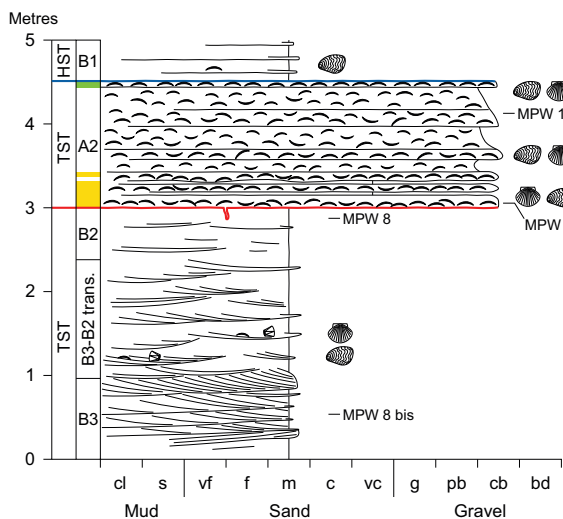 Metres
5
HST
B1
4
MPW 1
TST
A2
3
MPW
MPW 8
B2
2
B3-B2 trans.
TST
1
MPW 8 bis
B3
0
cl s vf f m c vc g pb cb bd
Mud Sand Gravel